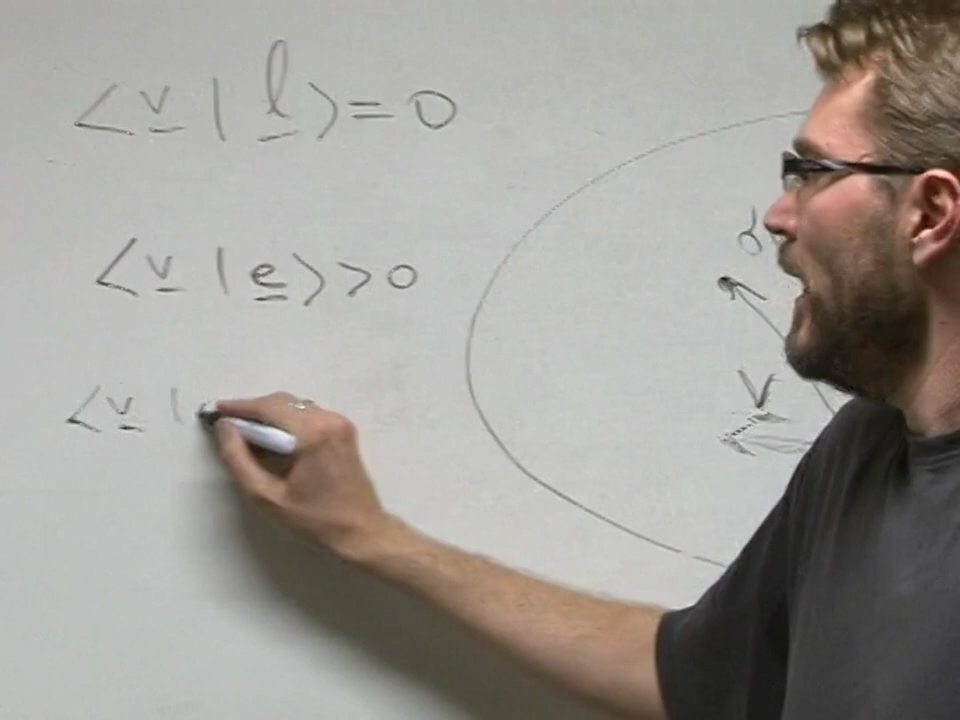 <v̲ | l̲> = 0
<v̲ | e̲> > 0
<v̲ |
d
v